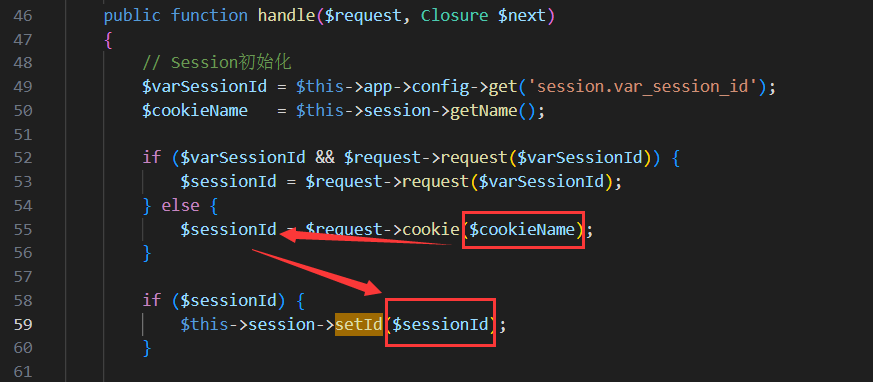 46 public function handle($request, Closure $next)
47 {
48 // Session初始化
49 $varSessionId = $this->app->config->get('session.var_session_id');
50 $cookieName = $this->session->getName();
51
52 if ($varSessionId && $request->request($varSessionId)) {
53 $sessionId = $request->request($varSessionId);
54 } else {
55 $sessionId = $request->cookie($cookieName);
56 }
57
58 if ($sessionId) {
59 $this->session->setId($sessionId);
60 }
61